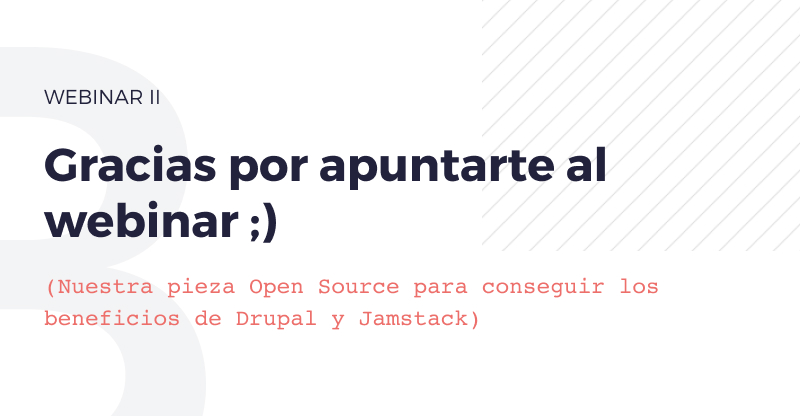 WEBINAR II
Gracias por apuntarte al
webinar ;)
(Nuestra pieza Open Source para conseguir los
beneficios de Drupal y Jamstack)